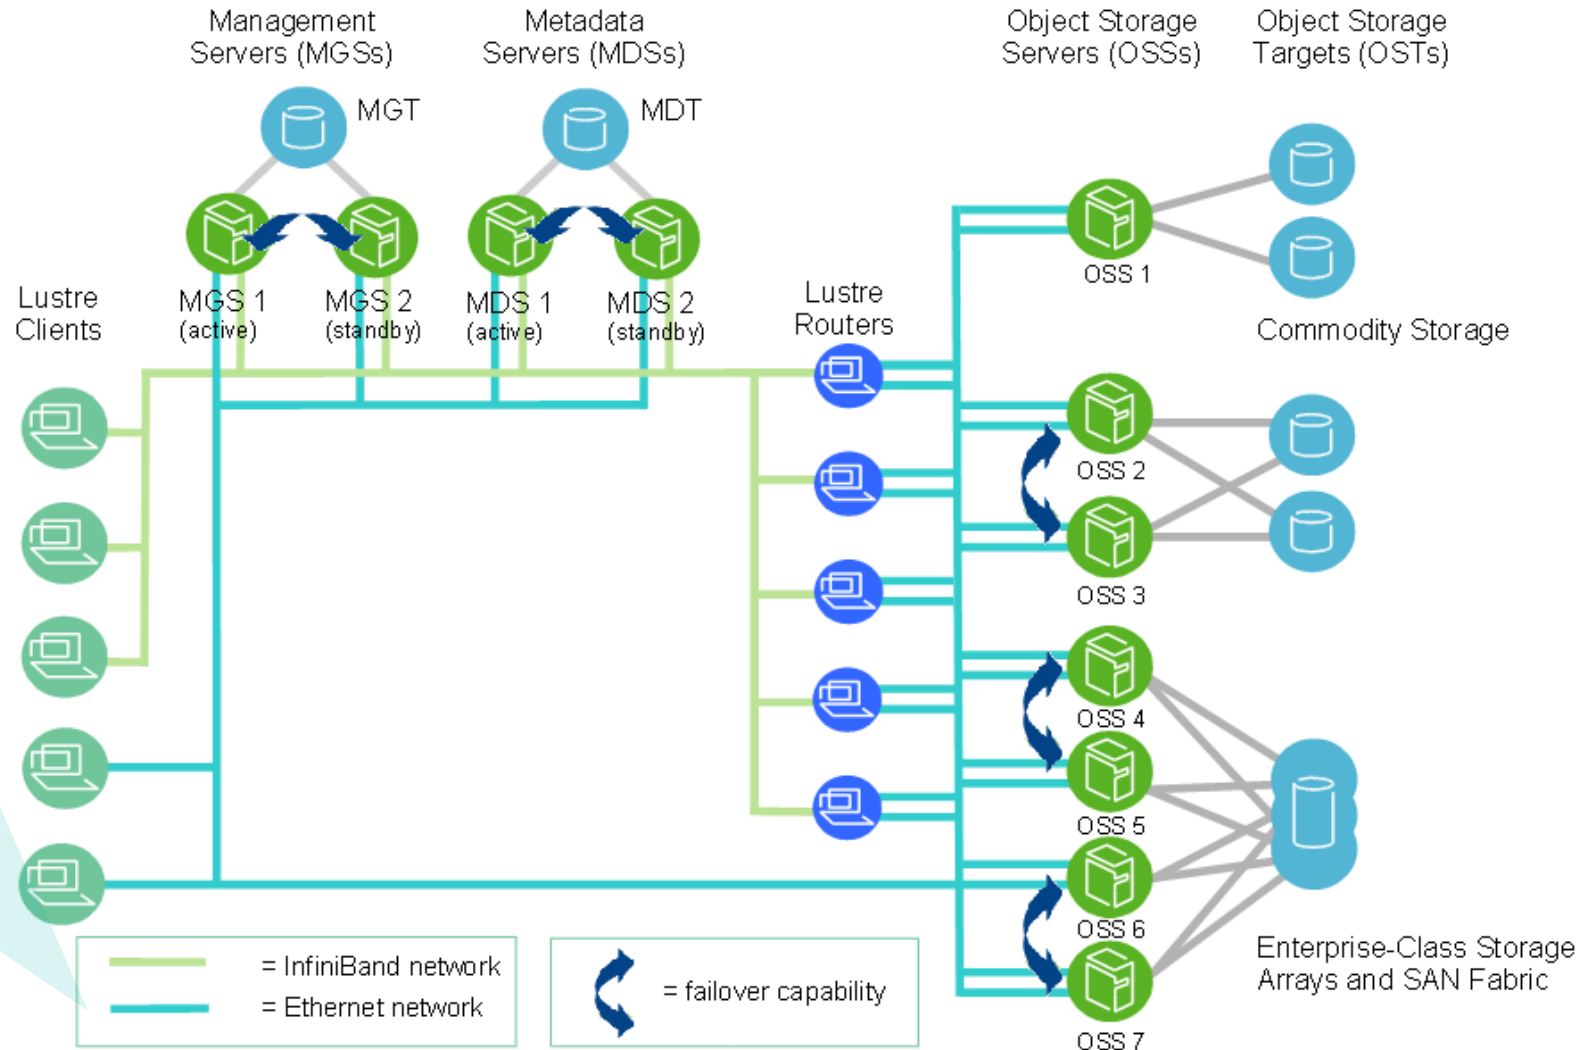 Management
Servers (MGSs)
Metadata
Servers (MDSs)
Object Storage
Servers (OSSs)
Object Storage
Targets (OSTs)
MGT
MDT
MGS 1
(active)
MGS 2
(standby)
MDS 1
(active)
MDS 2
(standby)
Lustre
Clients
Lustre
Routers
OSS 1
Commodity Storage
OSS 2
OSS 3
OSS 4
OSS 5
OSS 6
OSS 7
Enterprise-Class Storage
Arrays and SAN Fabric
= InfiniBand network
= Ethernet network
= failover capability